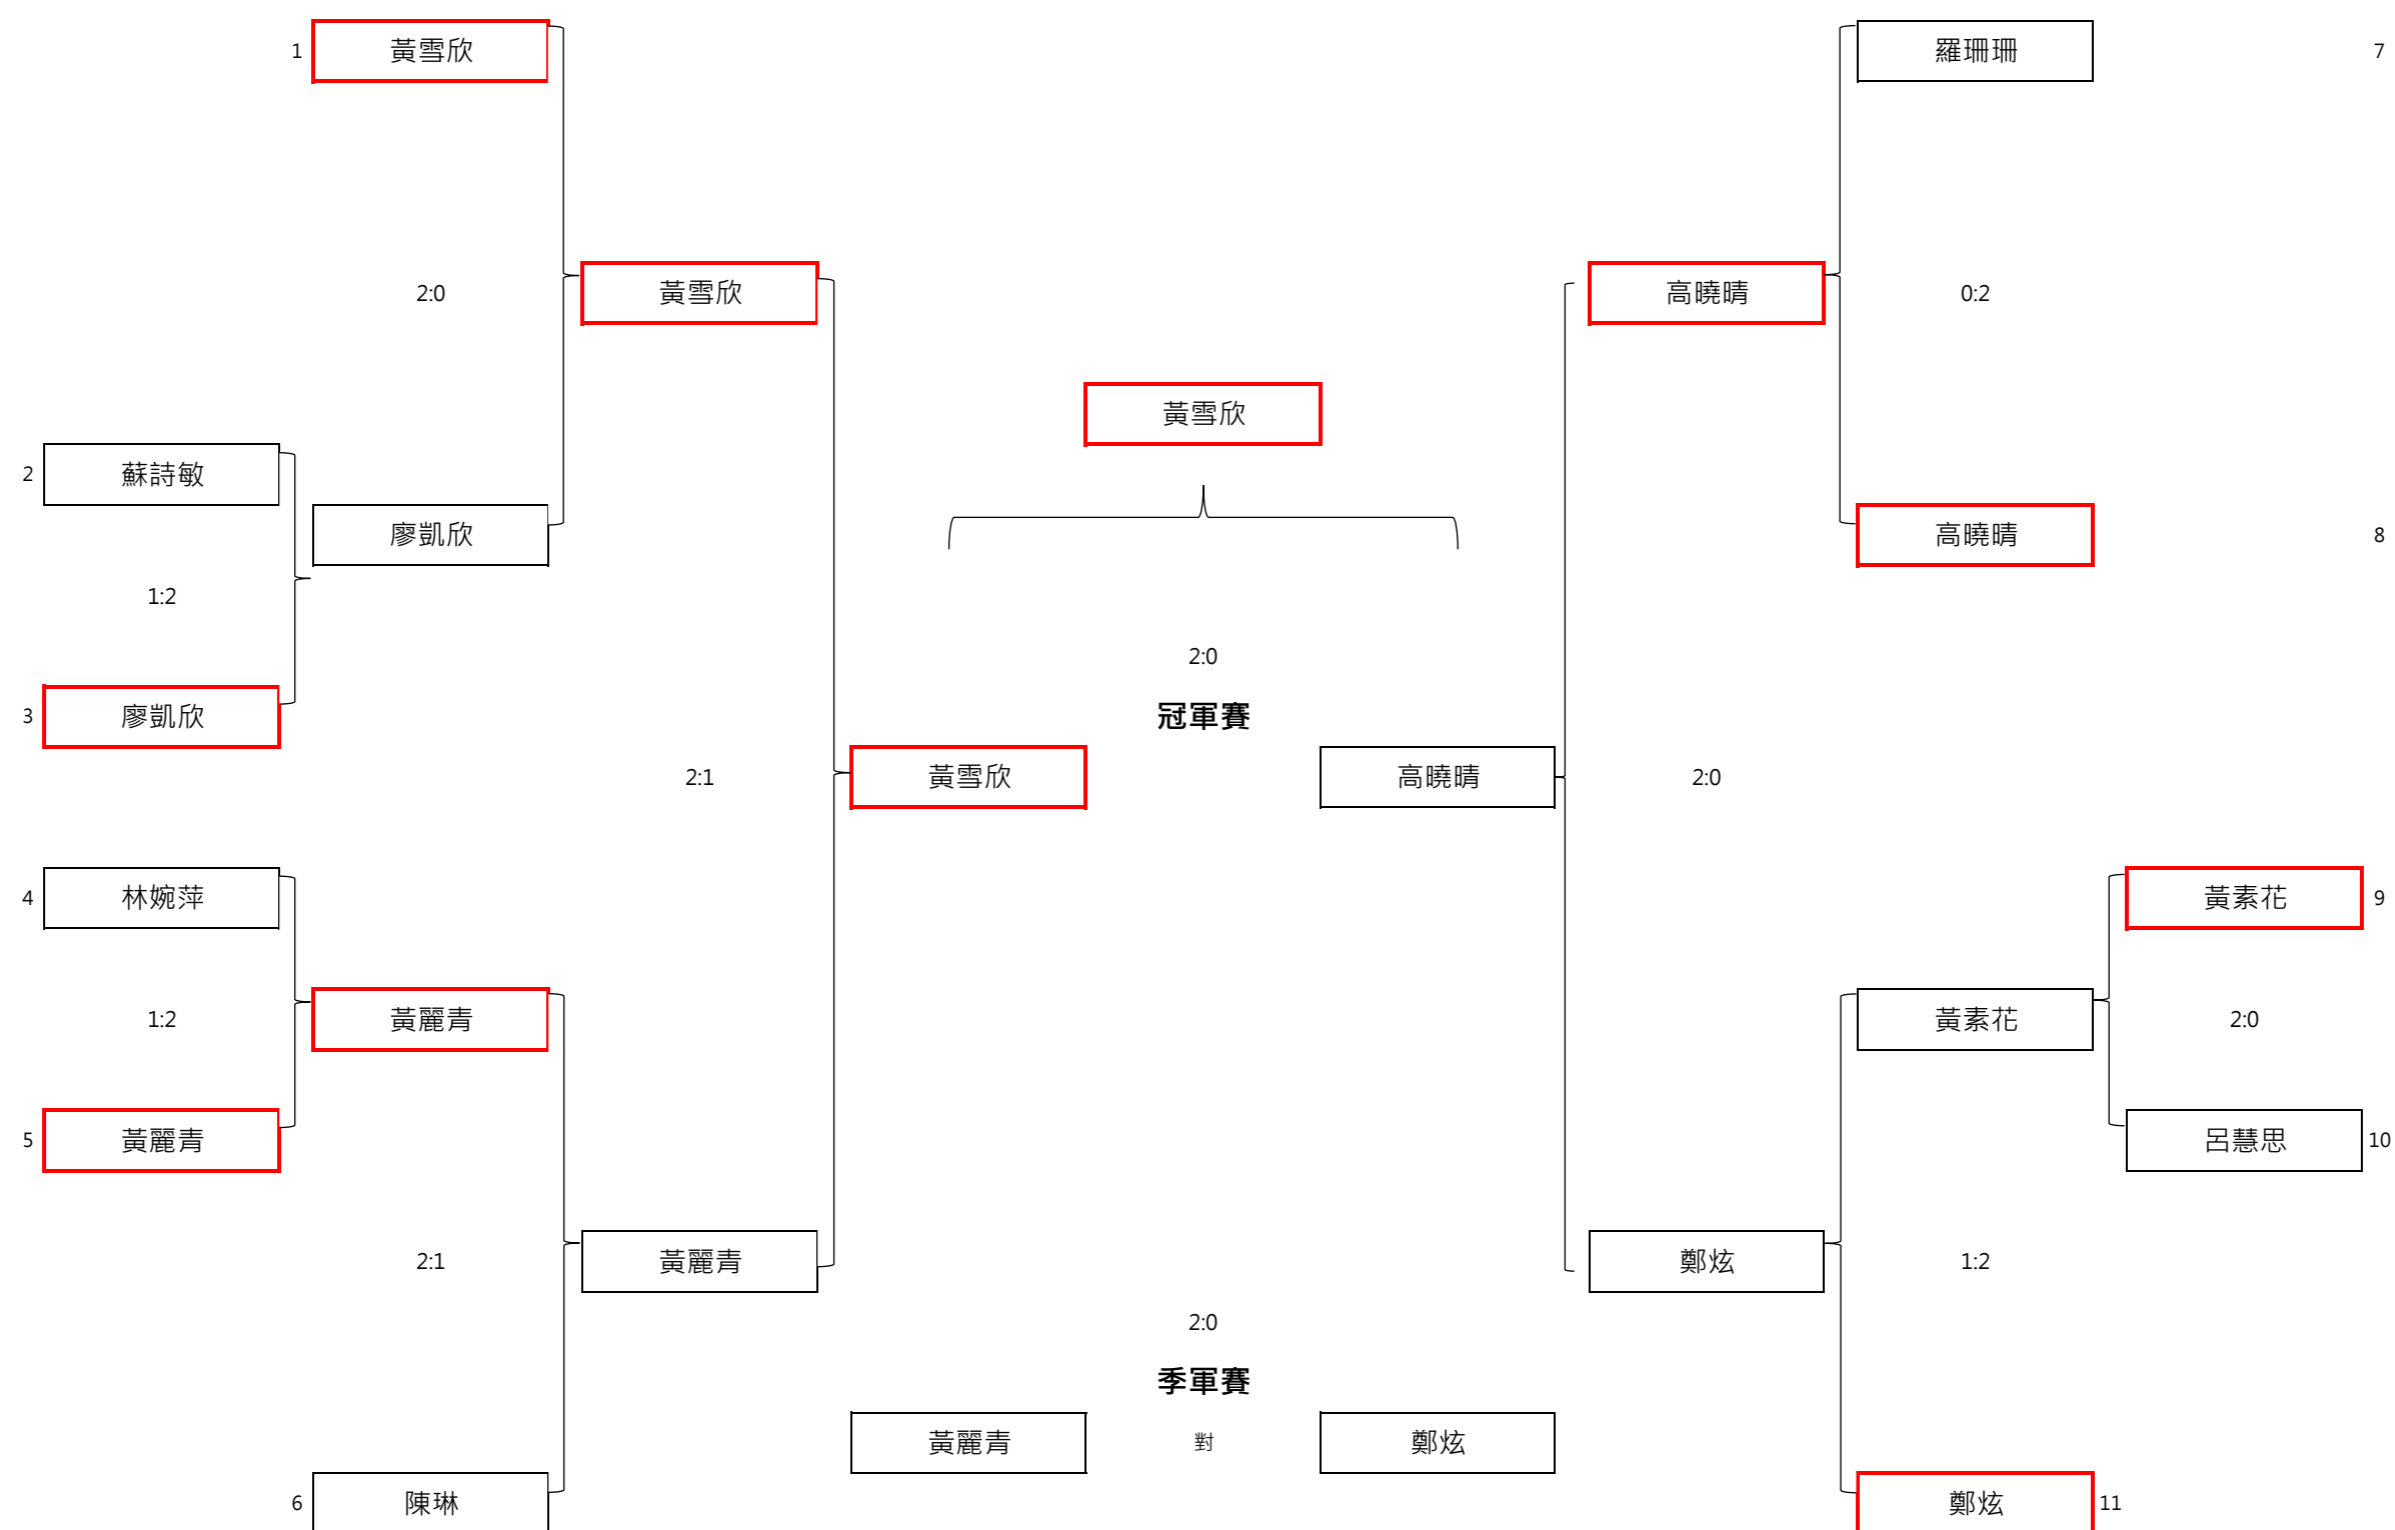 1 黃雪欣 羅珊珊 7
2:0 黃雪欣 高曉晴 0:2
黃雪欣
2 蘇詩敏
廖凱欣 高曉晴 8
1:2
2:0
3 廖凱欣 冠軍賽
2:1 黃雪欣 高曉晴 2:0
4 林婉萍 黃素花 9
1:2 黃麗青 黃素花 2:0
5 黃麗青 呂慧思 10
2:1 黃麗青 鄭炫 1:2
2:0
季軍賽
黃麗青 對 鄭炫
6 陳琳 鄭炫 11